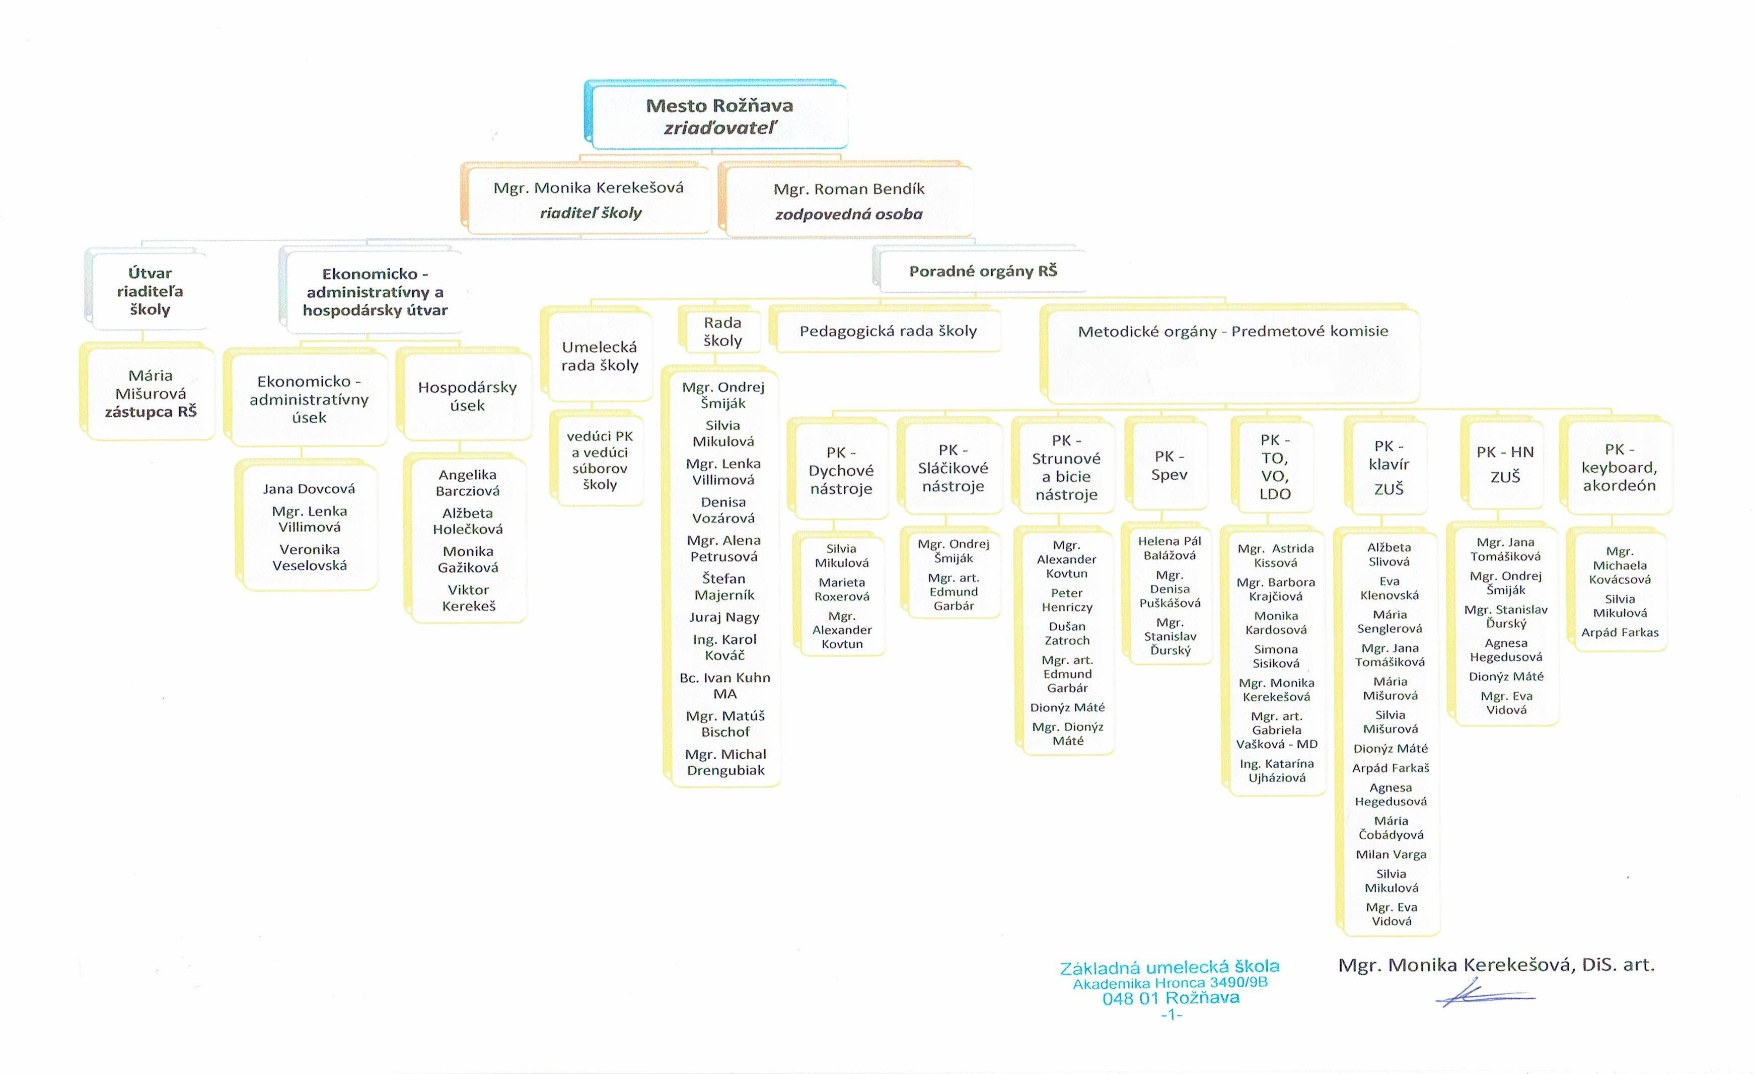 Mesto Rožňava
zriaďovateľ
Mgr. Monika Kerekešová
riaditeľ školy
Mgr. Roman Bendík
zodpovedná osoba
Útvar
riaditeľa
školy
Ekonomicko -
administratívny a
hospodársky útvar
Poradné orgány RŠ
Mária
Mišurová
zástupca RŠ
Ekonomicko -
administratívny
úsek
Hospodársky
úsek
Umelecká
rada školy
Rada
školy
Pedagogická rada školy
Metodické orgány - Predmetové komisie
Jana Dovcová
Mgr. Lenka
Villimová
Veronika
Veselovská
Angelika
Barcziová
Alžbeta
Holečková
Monika
Gažiková
Viktor
Kerekeš
vedúci PK
a vedúci
súborov
školy
Mgr. Ondrej
Šmiják
Silvia
Mikulová
Mgr. Lenka
Villimová
Denisa
Vozárová
Mgr. Alena
Petrusová
Štefan
Majerník
Juraj Nagy
Ing. Karol
Kováč
Bc. Ivan Kuhn
MA
Mgr. Matúš
Bischof
Mgr. Michal
Drengubiak
PK -
Dychové
nástroje
Silvia
Mikulová
Marieta
Roxerová
Mgr.
Alexander
Kovtun
PK -
Sláčikové
nástroje
Mgr. Ondrej
Šmiják
Mgr. art.
Edmund
Garbár
PK -
Strunové
a bicie
nástroje
Mgr.
Alexander
Kovtun
Peter
Henriczy
Dušan
Zatroch
Mgr. art.
Edmund
Garbár
Dionýz Máté
Mgr. Dionýz
Máté
PK -
Spev
Helena Pál
Balážová
Mgr.
Denisa
Puškášová
Mgr.
Stanislav
Ďurský
PK -
TO,
VO,
LDO
Mgr. Astrida
Kissová
Mgr. Barbora
Krajčiová
Monika
Kardosová
Simona
Sisiková
Mgr. Monika
Kerekešová
Mgr. art.
Gabriela
Vašková - MD
Ing. Katarína
Ujháziová
PK -
klavír
ZUŠ
Alžbeta
Slivová
Eva
Klenovská
Mária
Senglerová
Mgr. Jana
Tomášiková
Mária
Mišurová
Silvia
Mišurová
Dionýz Máté
Arpád Farkaš
Agnesa
Hegedusová
Mária
Čobádyová
Milan Varga
Silvia
Mikulová
Mgr. Eva
Vidová
PK - HN
ZUŠ
Mgr. Jana
Tomášiková
Mgr. Ondrej
Šmiják
Mgr. Stanislav
Ďurský
Agnesa
Hegedusová
Dionýz Máté
Mgr. Eva
Vidová
PK -
keyboard,
akordeón
Mgr.
Michaela
Kovácsová
Silvia
Mikulová
Arpád Farkas
Základná umelecká škola
Akademika Hronca 3490/9B
048 01 Rožňava
-1-
Mgr. Monika Kerekešová, DiS. art.